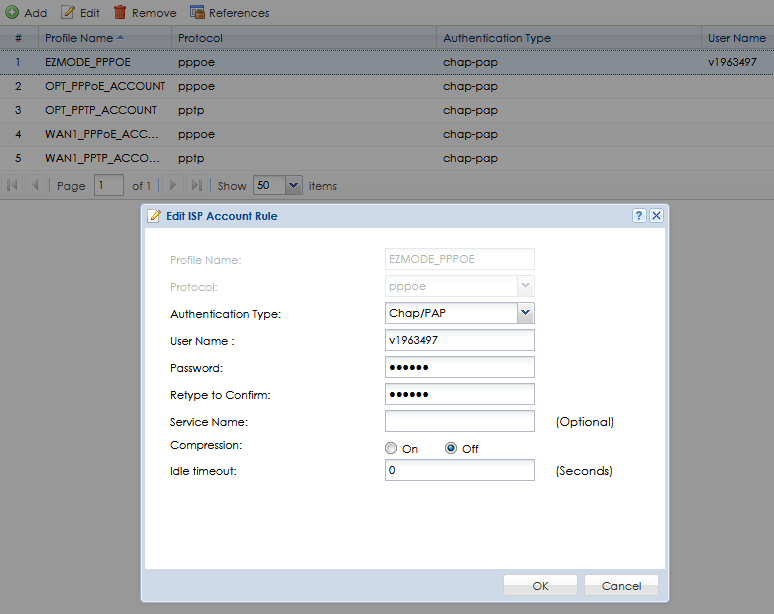 Add Edit Remove References
# Profile Name Protocol Authentication Type User Name
1 EZMODE_PPPOE pppoe chap-pap v1963497
2 OPT_PPPoE_ACCOUNT pppoe chap-pap
3 OPT_PPTP_ACCOUNT pptp chap-pap
4 WAN1_PPPoE_ACC... pppoe chap-pap
5 WAN1_PPTP_ACCO... pptp chap-pap
Page 1 of 1 Show 50 items
Edit ISP Account Rule ?
Profile Name: EZMODE_PPPOE
Protocol: pppoe
Authentication Type: Chap/PAP
User Name : v1963497
Password: ●●●●●●
Retype to Confirm: ●●●●●●
Service Name: (Optional)
Compression: On Off
Idle timeout: 0 (Seconds)
OK Cancel